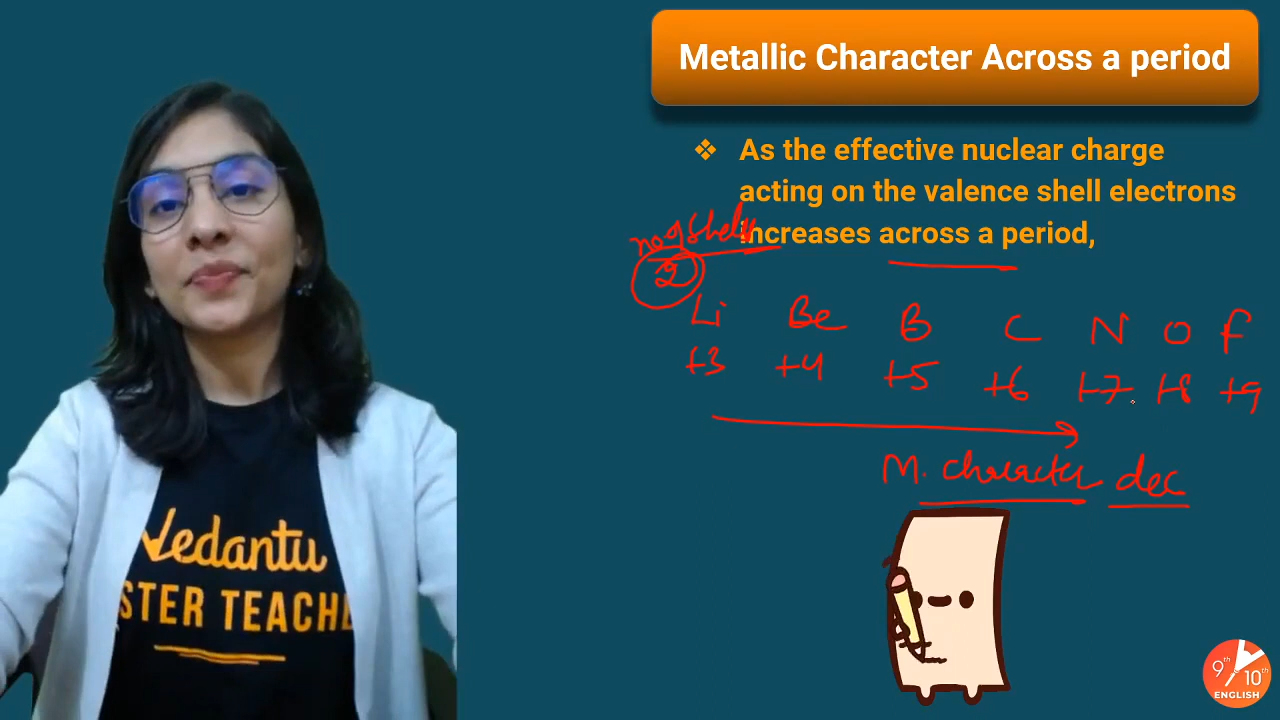 Metallic Character Across a period
❖ As the effective nuclear charge
acting on the valence shell electrons
increases across a period,
no of Shells
2
Li Be B C N O F
+3 +4 +5 +6 +7 +8 +9
M. character dec
Vedantu
STER TEACHE
9th 10th
ENGLISH